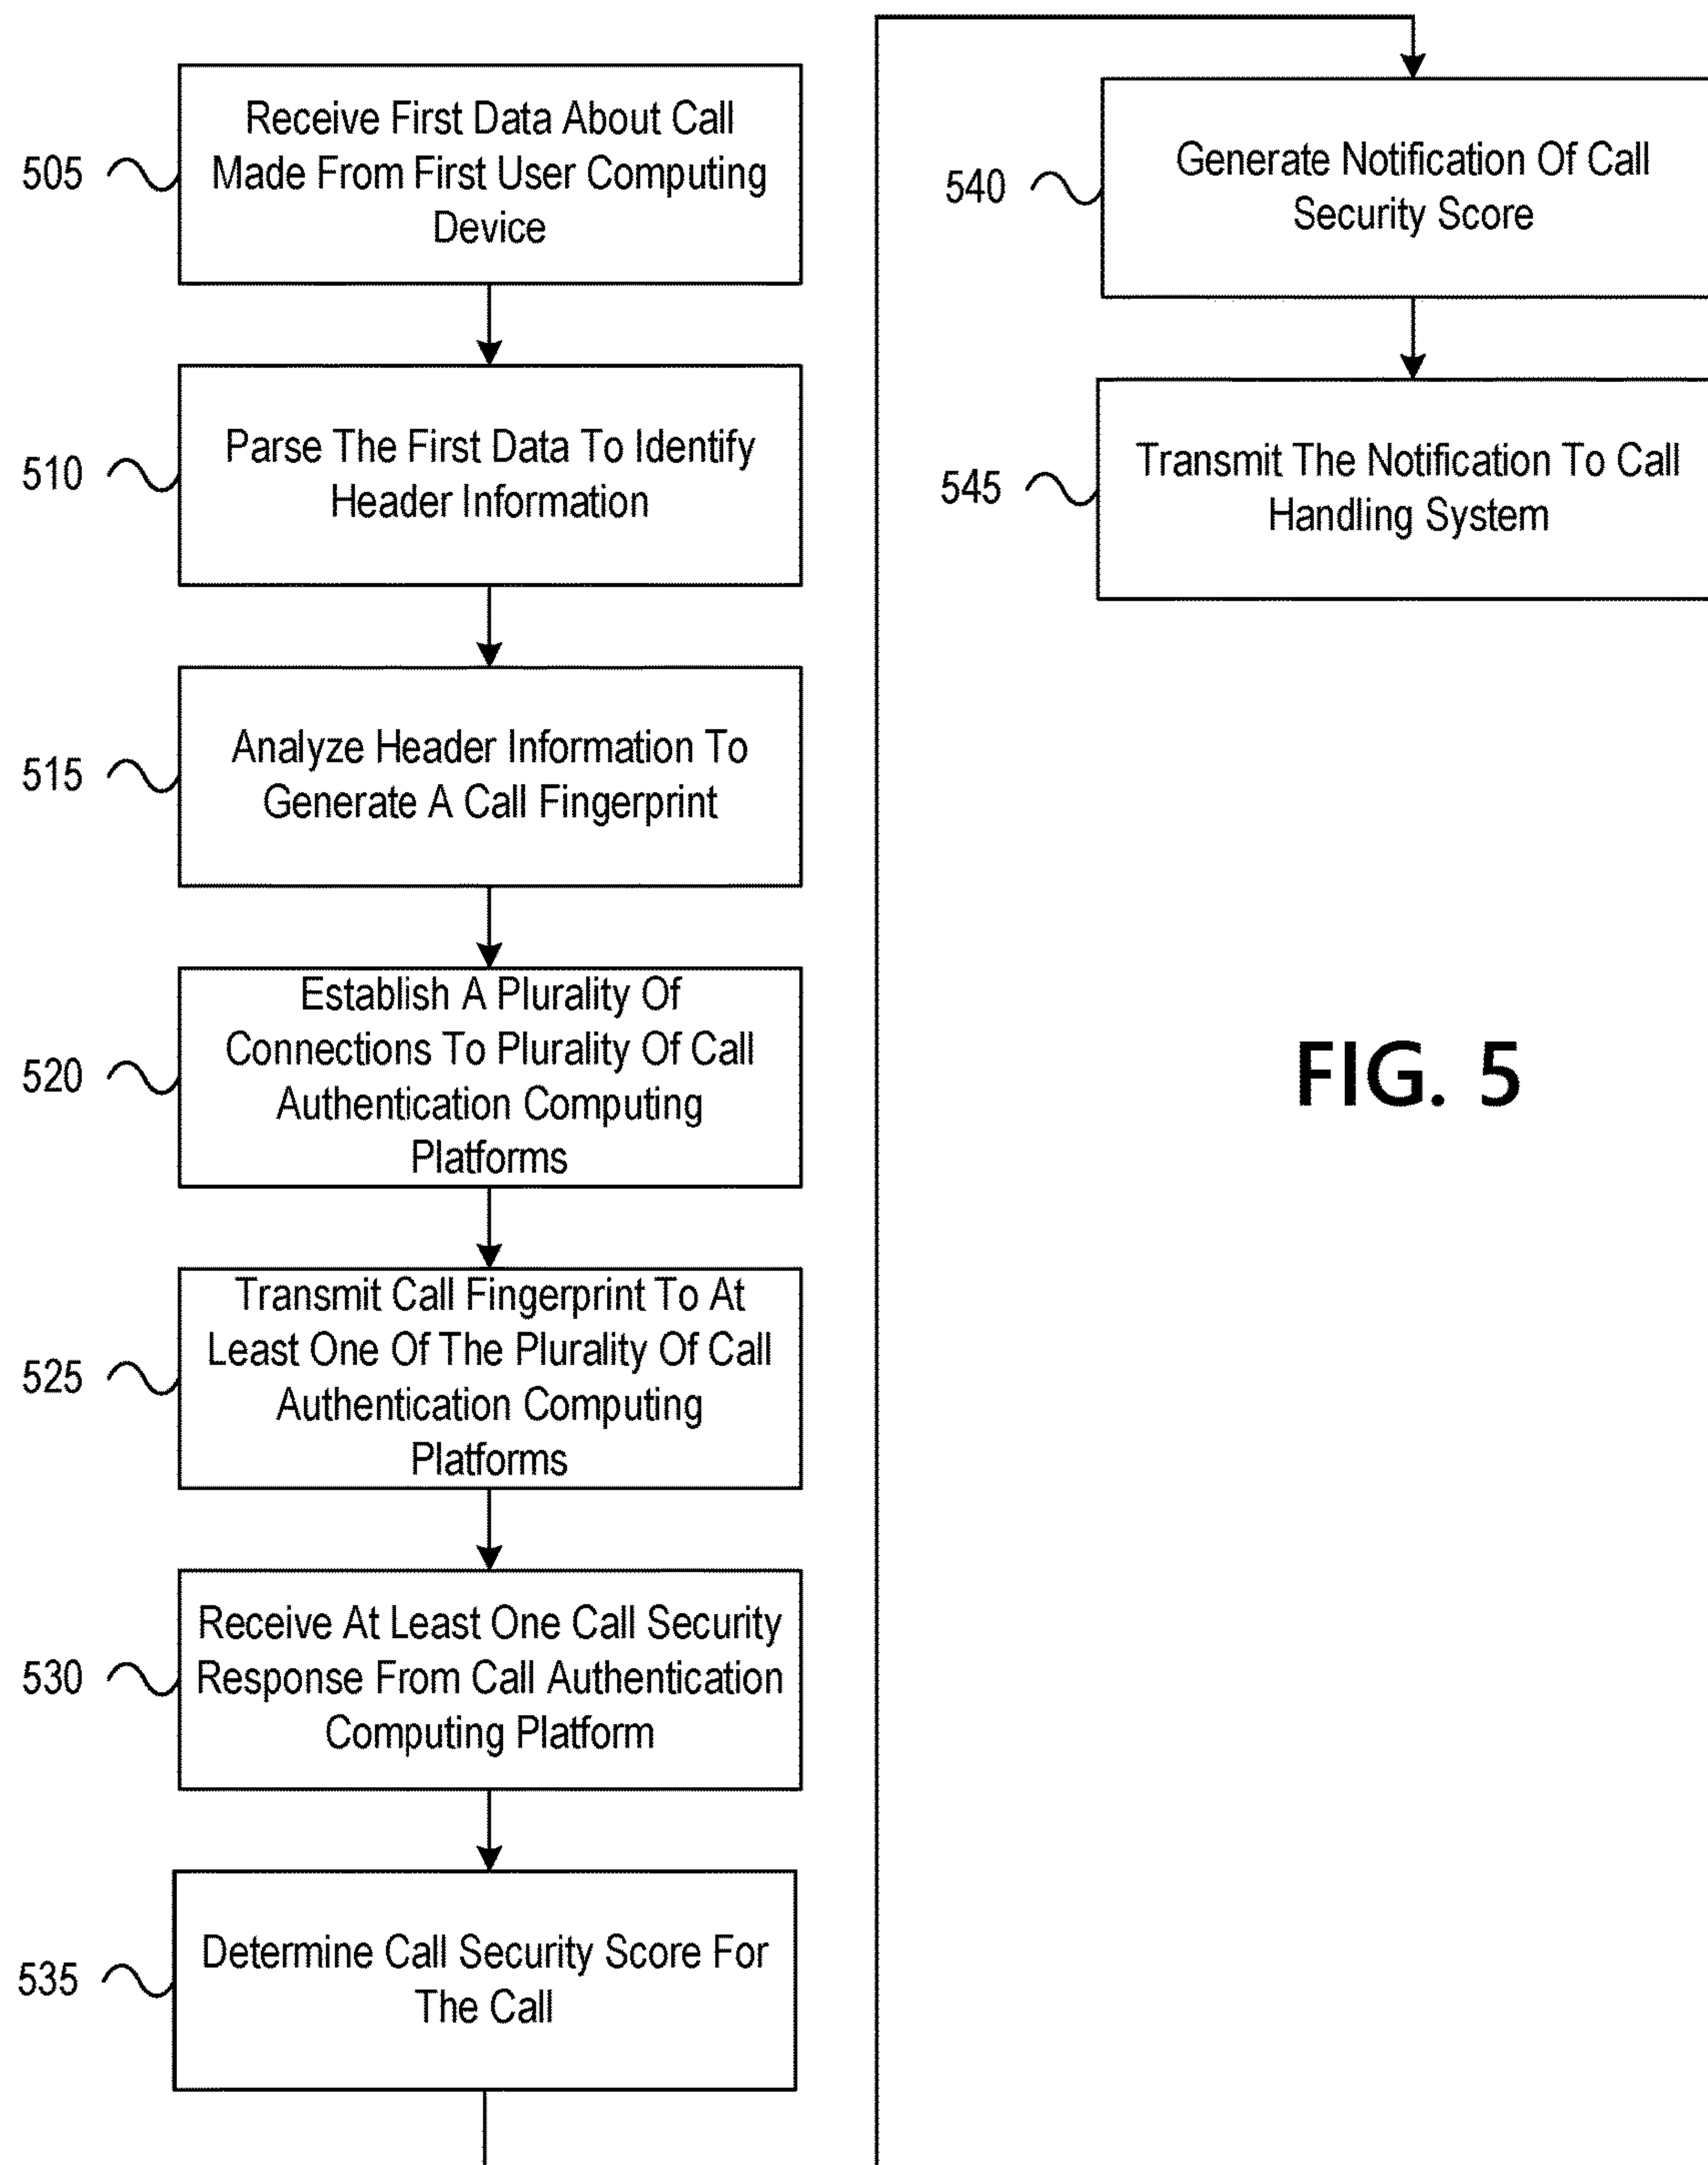 505
Receive First Data About Call
Made From First User Computing
Device
510
Parse The First Data To Identify
Header Information
515
Analyze Header Information To
Generate A Call Fingerprint
520
Establish A Plurality Of
Connections To Plurality Of Call
Authentication Computing
Platforms
525
Transmit Call Fingerprint To At
Least One Of The Plurality Of Call
Authentication Computing
Platforms
530
Receive At Least One Call Security
Response From Call Authentication
Computing Platform
535
Determine Call Security Score For
The Call
540
Generate Notification Of Call
Security Score
545
Transmit The Notification To Call
Handling System
FIG. 5